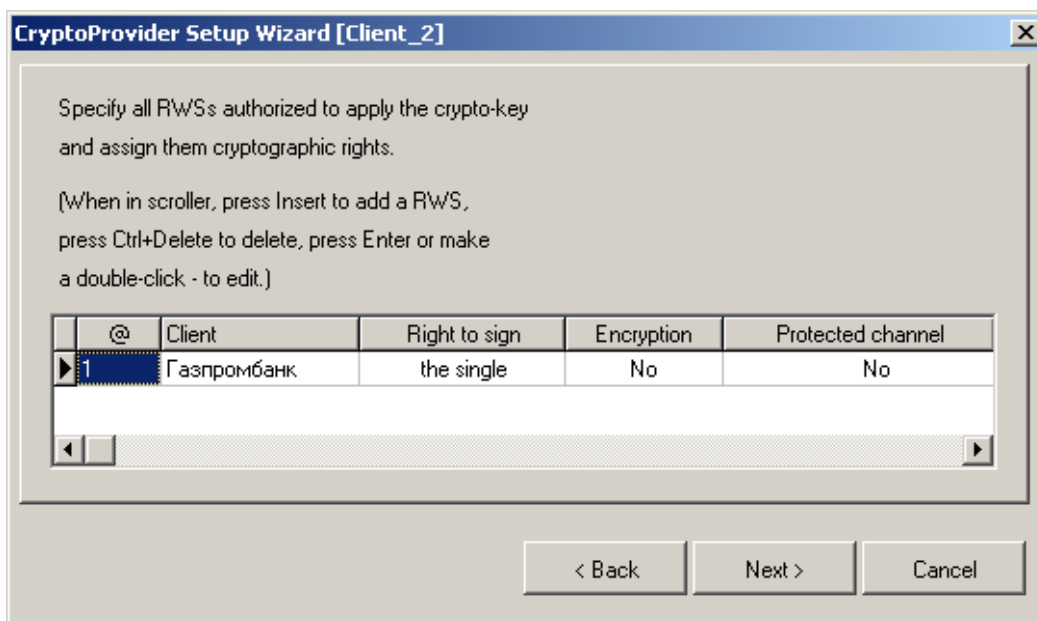 CryptoProvider Setup Wizard [Client_2]
Specify all RWSs authorized to apply the crypto-key
and assign them cryptographic rights.
(When in scroller, press Insert to add a RWS,
press Ctrl+Delete to delete, press Enter or make
a double-click - to edit.)
@ Client Right to sign Encryption Protected channel
1 Газпромбанк the single No No
< Back Next > Cancel